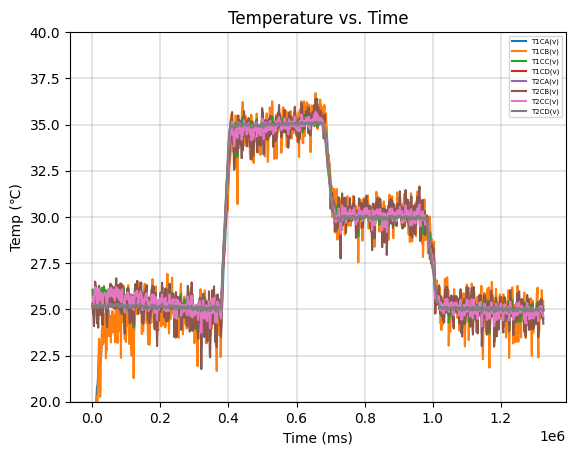 Temperature vs. Time
40.0
37.5
35.0
32.5
30.0
27.5
25.0
22.5
20.0
Temp (℃)
T1CA(v)
T1CB(v)
T1CC(v)
T1CD(v)
T2CA(v)
T2CB(v)
T2CC(v)
T2CD(v)
0.0 0.2 0.4 0.6 0.8 1.0 1.2
1e6
Time (ms)